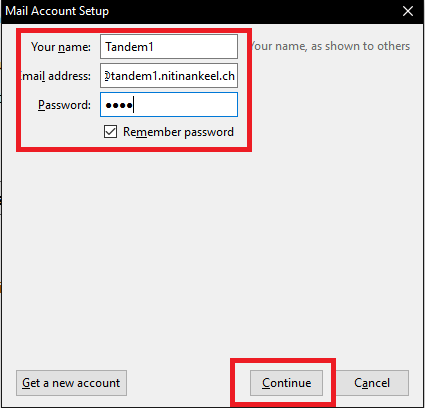 Mail Account Setup
Your name: Tandem1 Your name, as shown to others
mail address: @tandem1.nitinankeel.ch
Password: ●●●●
Remember password
Get a new account Continue Cancel